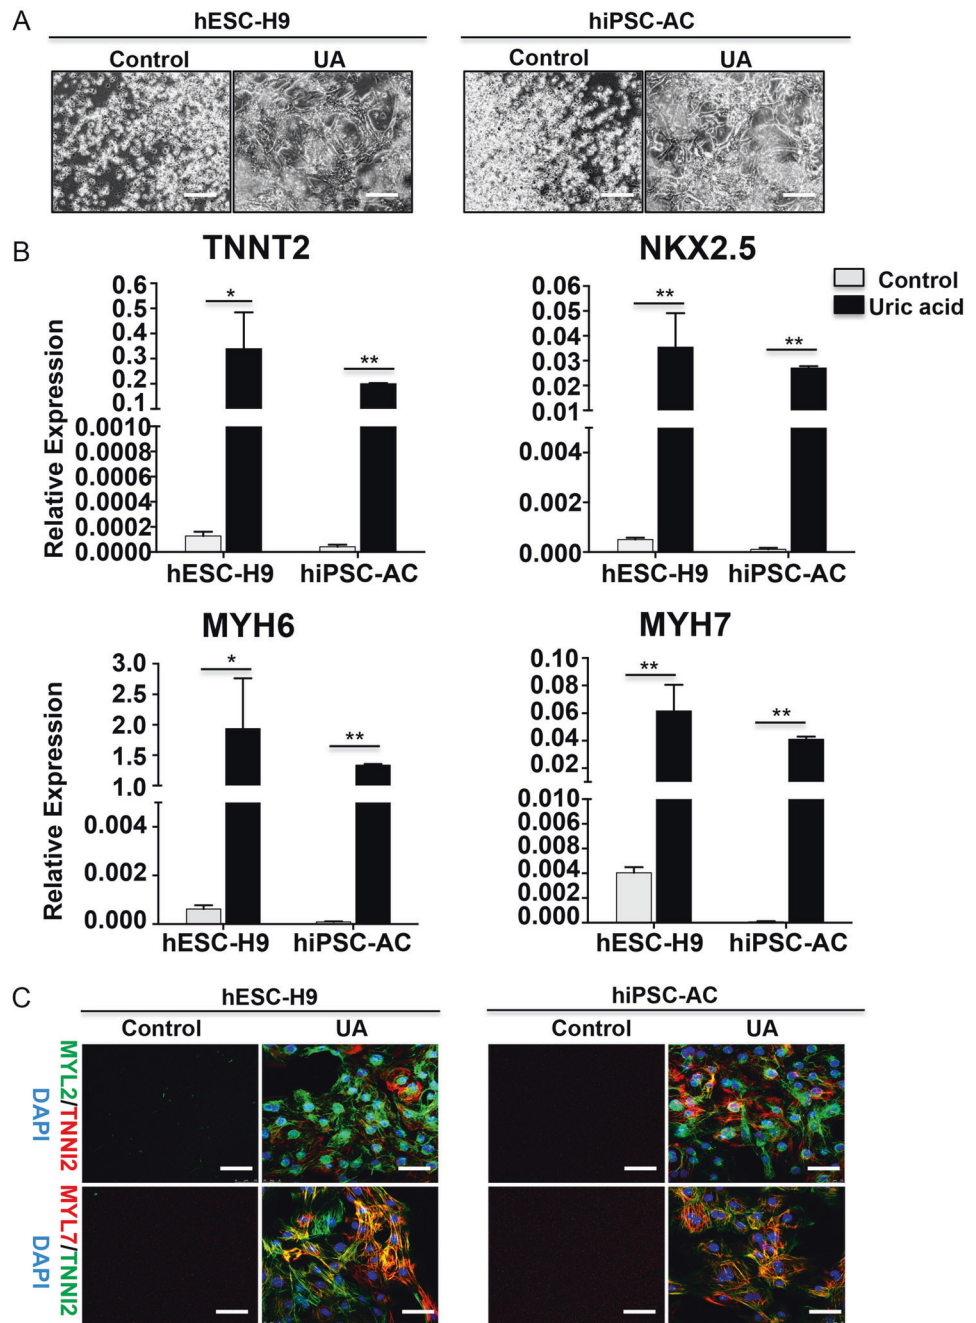 A
hESC-H9
hiPSC-AC
Control
UA
Control
UA
B
TNNT2
NKX2.5
Control
Uric acid
Relative Expression
0.6
0.5
0.4
0.3
0.2
0.1
0.0010
0.0008
0.0006
0.0004
0.0002
0.0000
*
**
hESC-H9
hiPSC-AC
0.06
0.05
0.04
0.03
0.02
0.01
0.004
0.002
0.000
**
**
hESC-H9
hiPSC-AC
MYH6
MYH7
Relative Expression
3.0
2.5
2.0
1.5
1.0
0.004
0.002
0.000
*
**
hESC-H9
hiPSC-AC
0.10
0.08
0.06
0.04
0.02
0.010
0.006
0.008
0.004
0.002
0.000
**
**
hESC-H9
hiPSC-AC
C
hESC-H9
hiPSC-AC
Control
UA
Control
UA
MYL2/TNNI2
DAPI
MYL7/TNNI2
DAPI